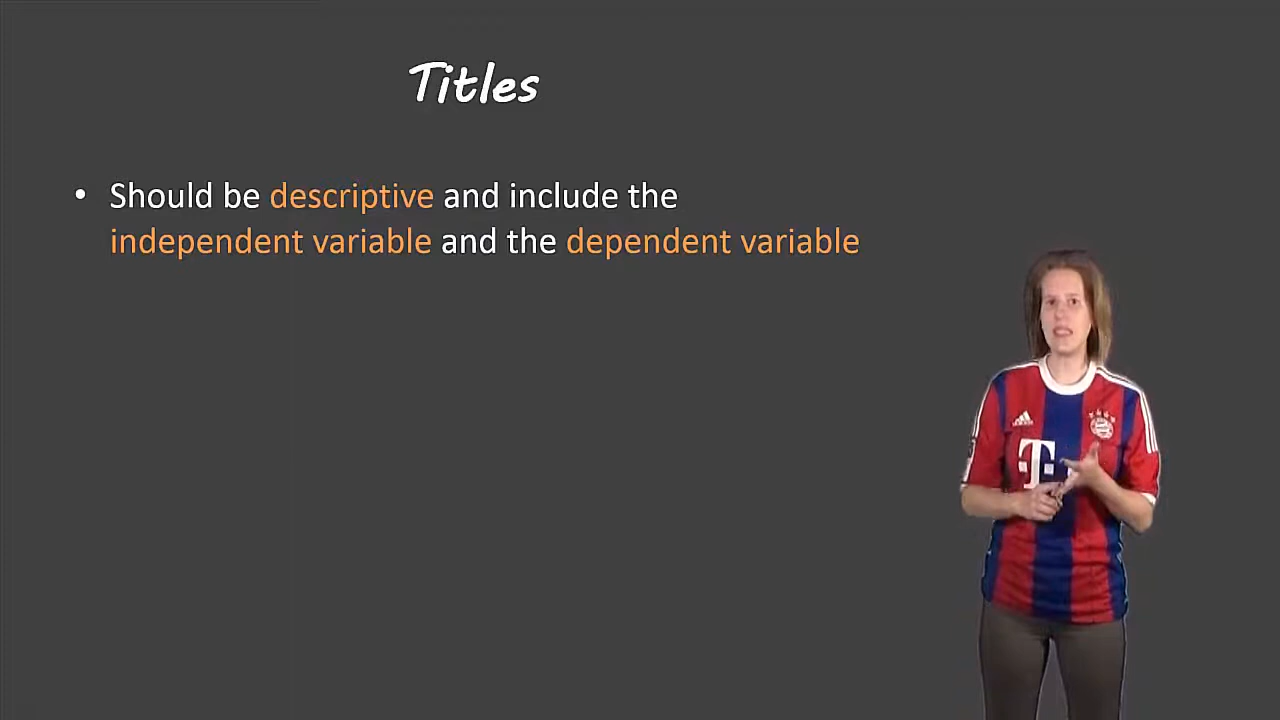 Titles
• Should be descriptive and include the
independent variable and the dependent variable
T